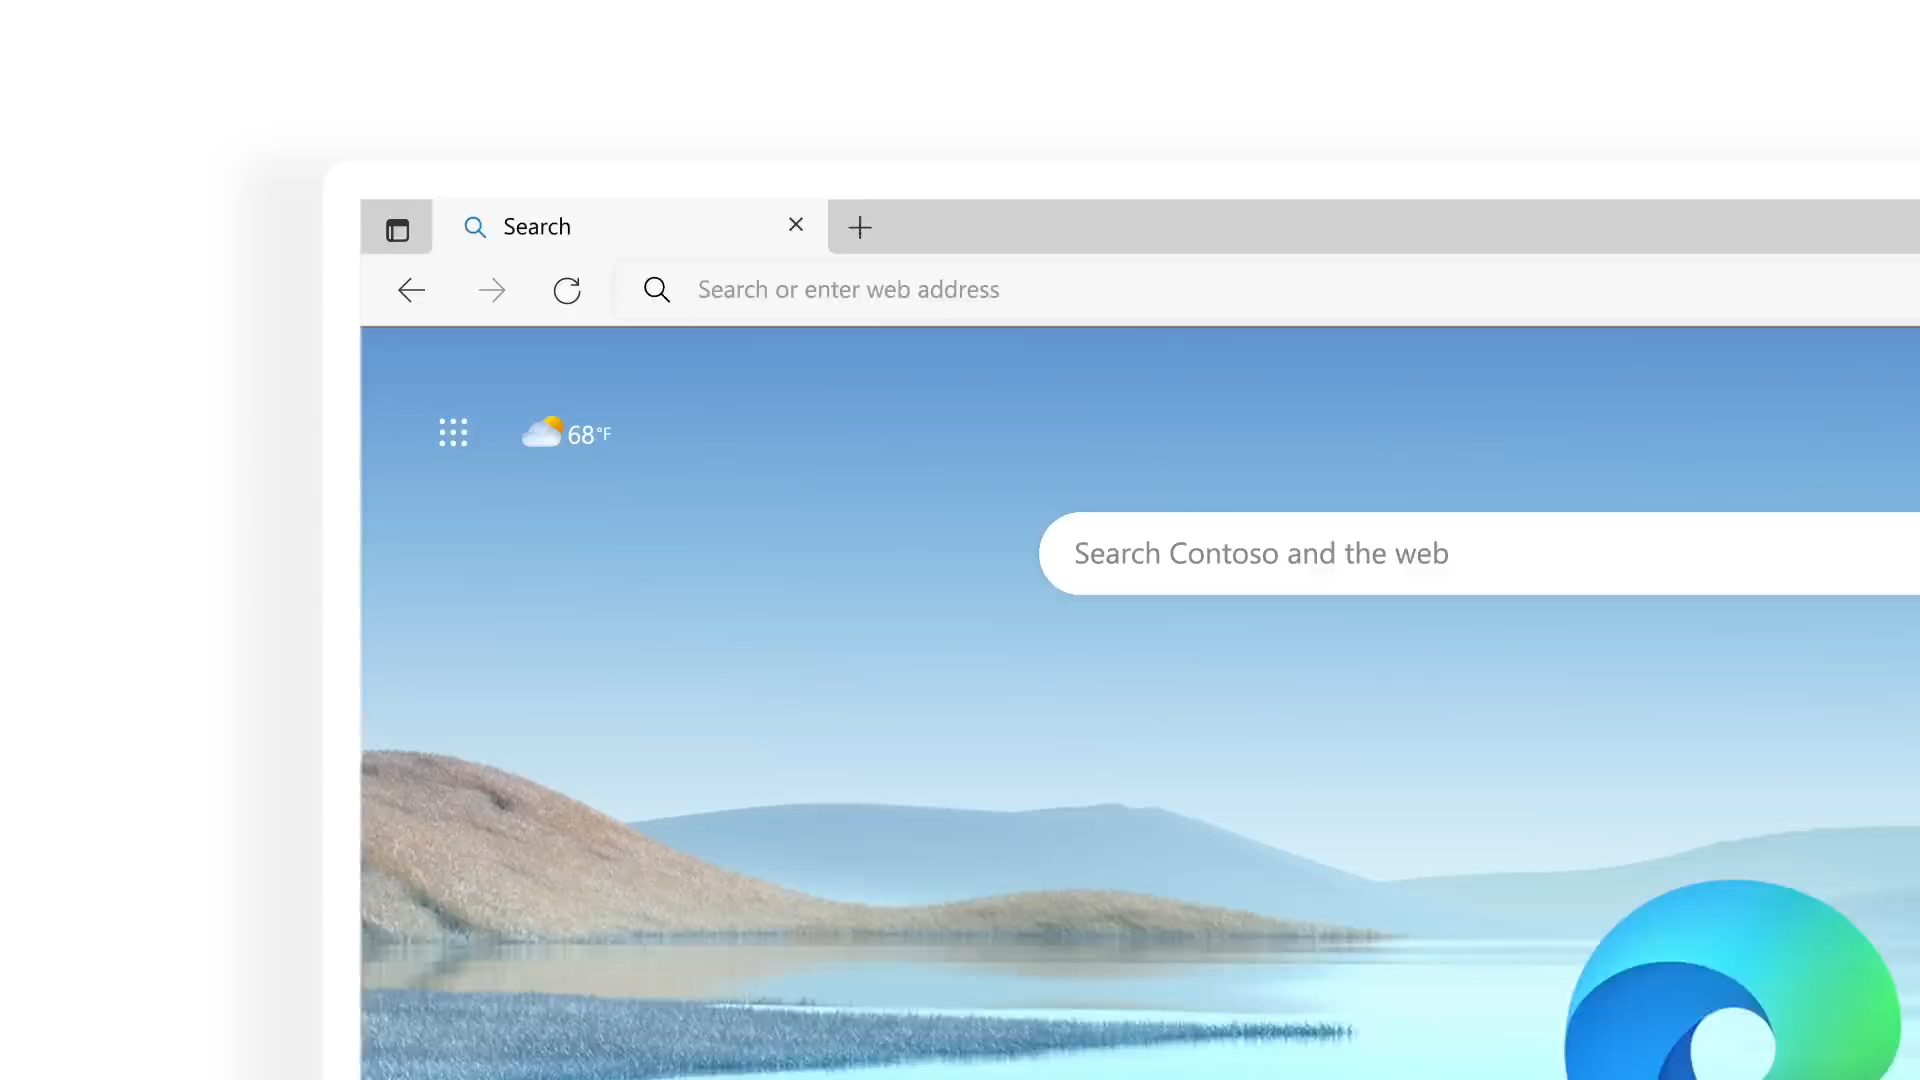 Search
Search or enter web address
68°F
Search Contoso and the web